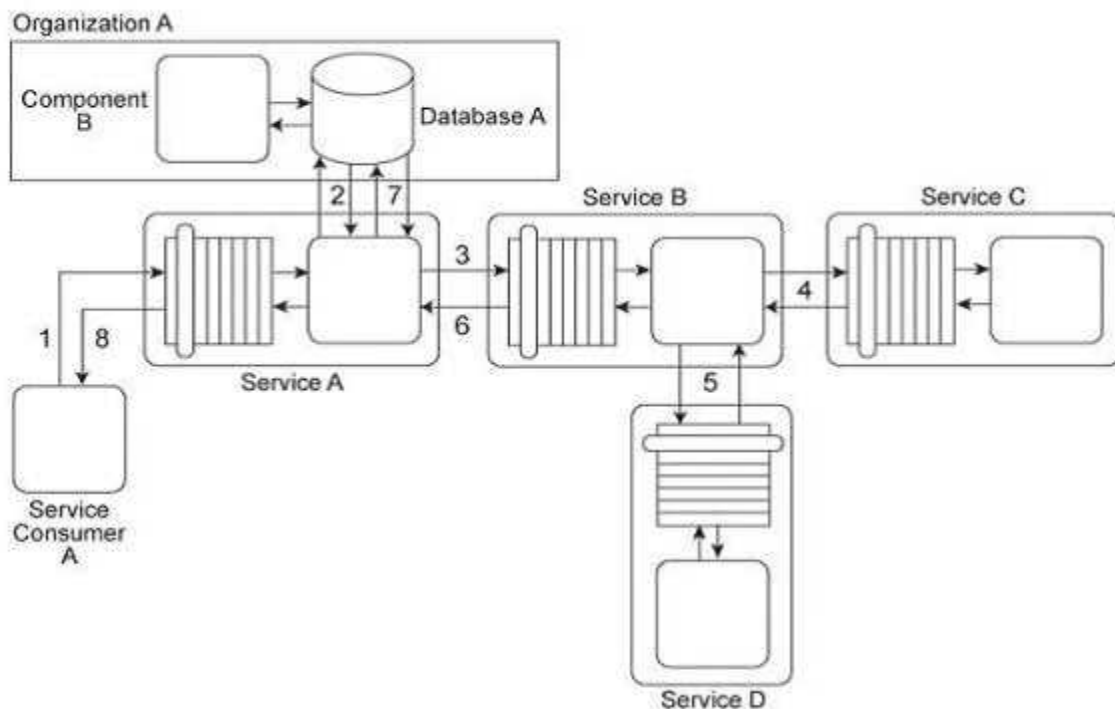 Organization A
Component
B
Database A
2
7
Service B
Service C
3
4
6
1
8
Service A
5
Service
Consumer
A
Service D